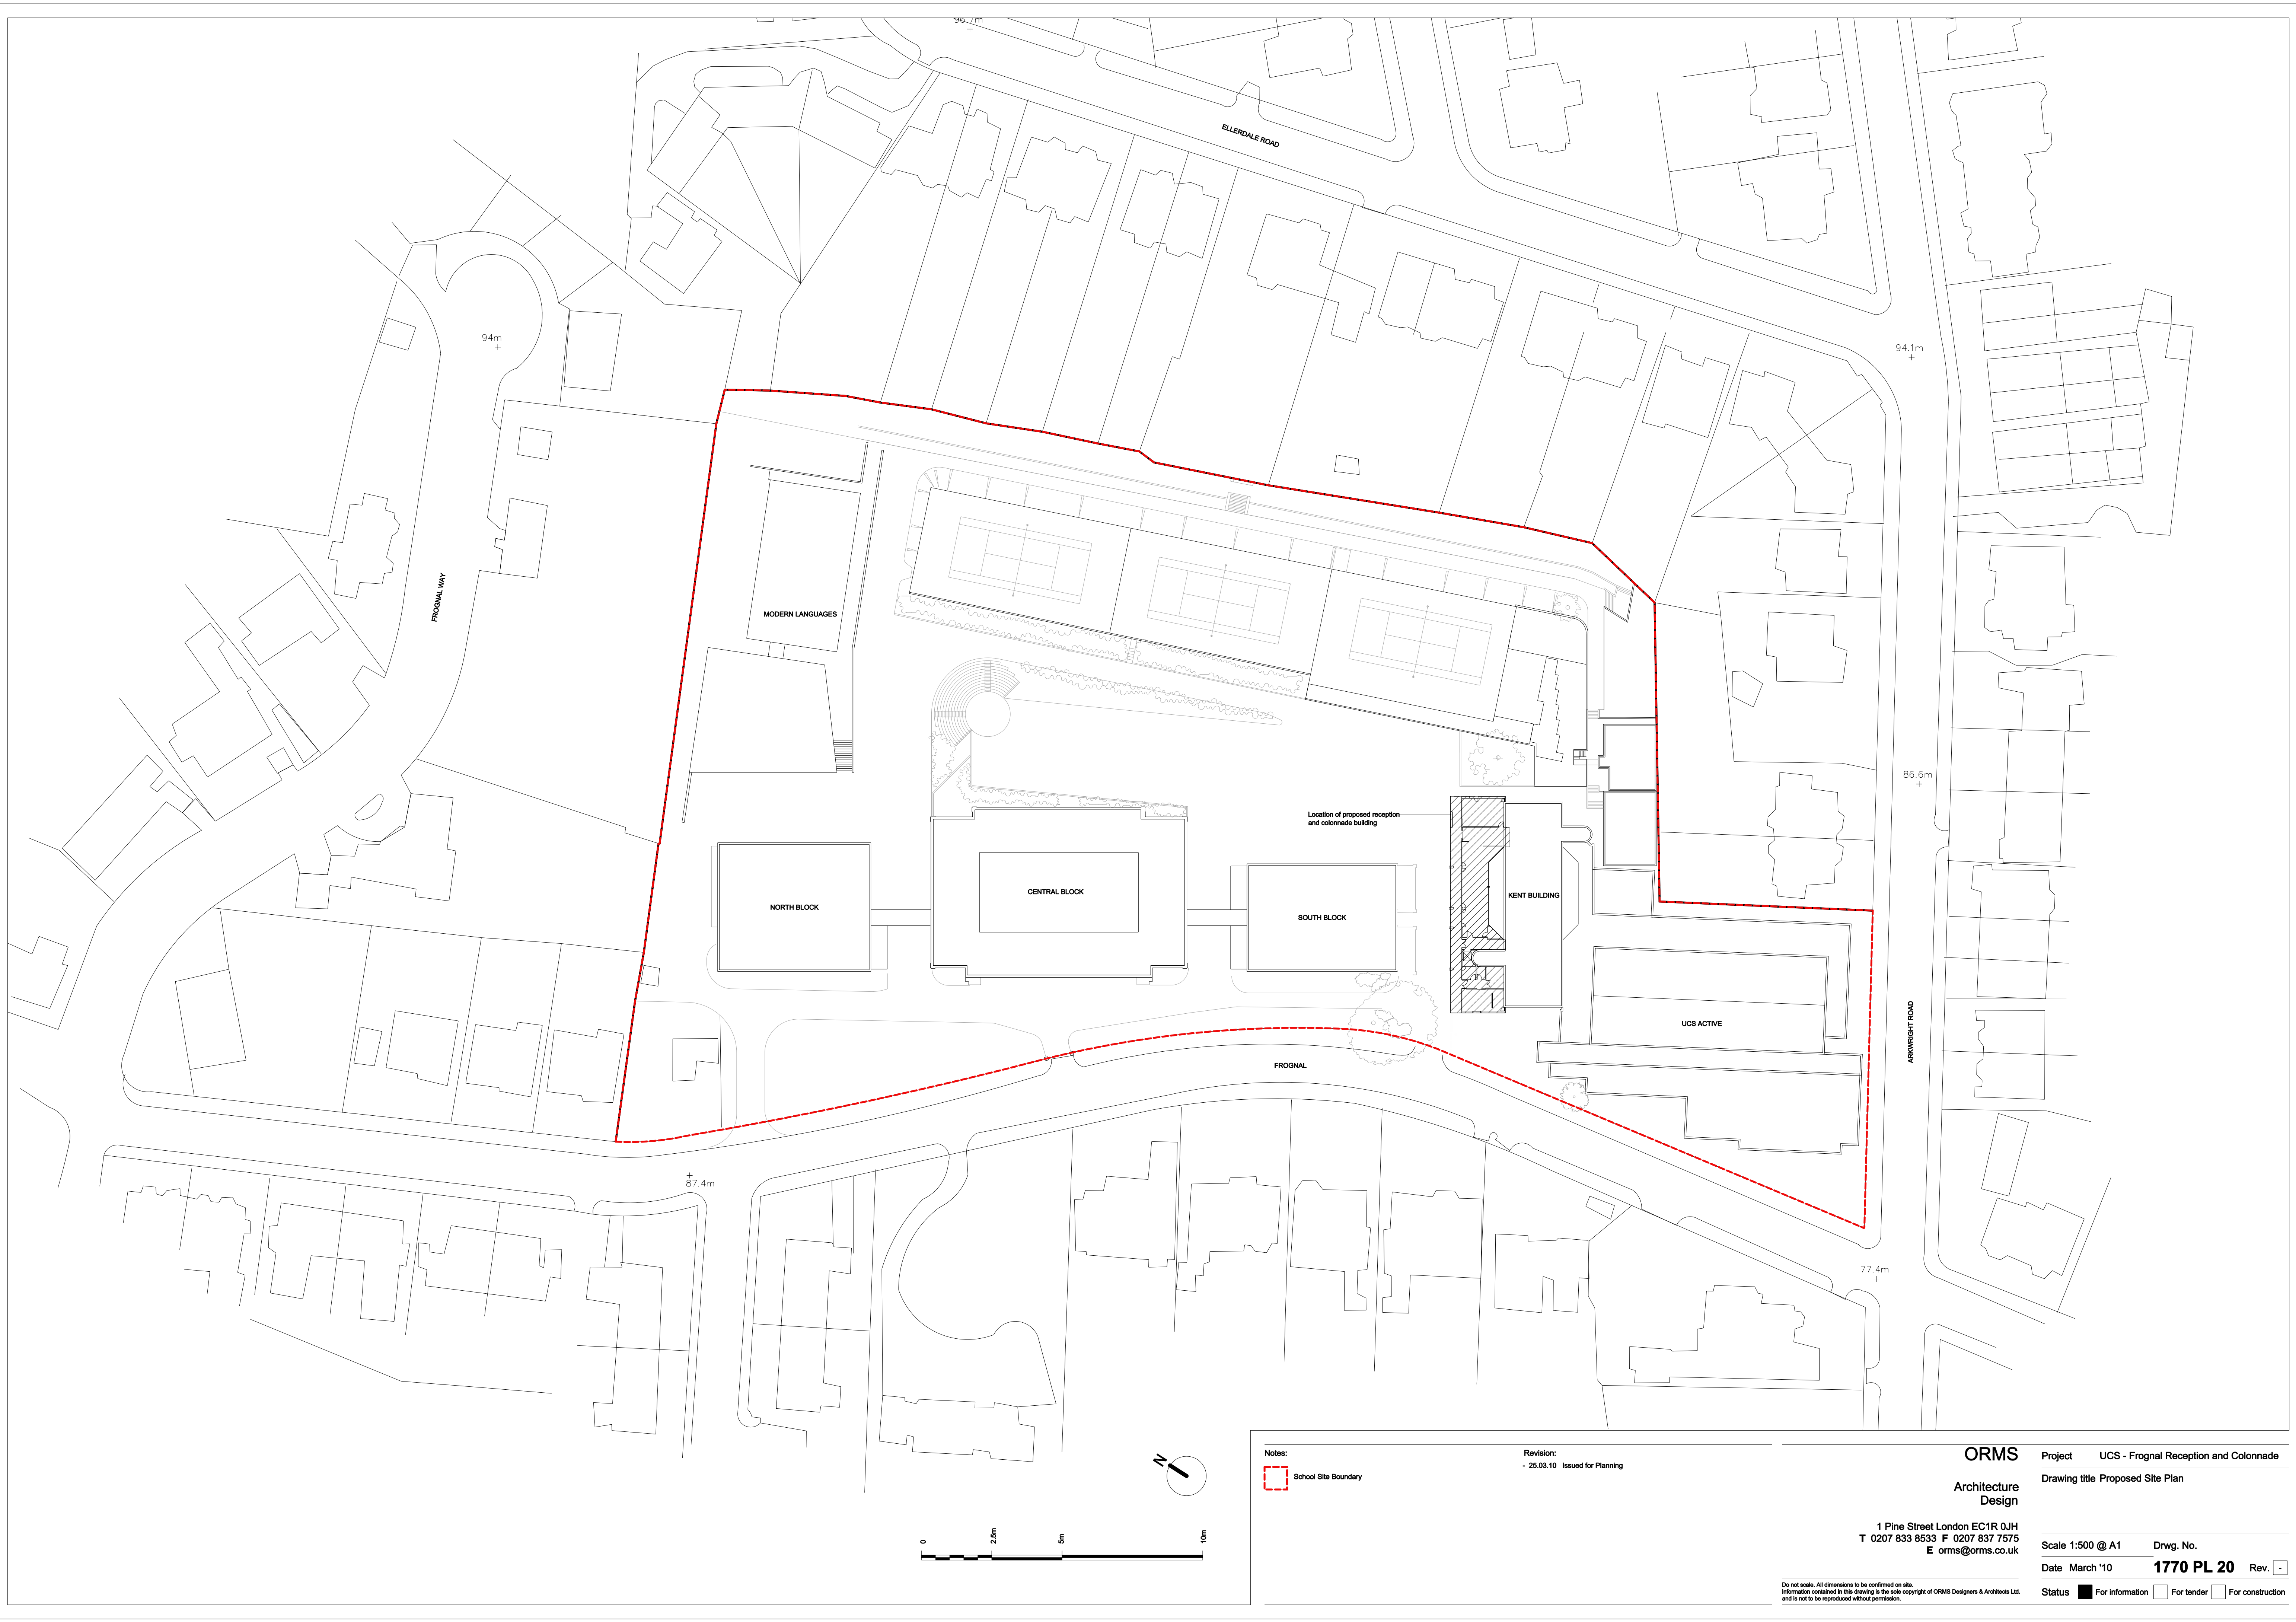 96.7m
ELLERDALE ROAD
94m
94.1m
FROGNAL WAY
MODERN LANGUAGES
86.6m
Location of proposed reception
and colonnade building
CENTRAL BLOCK
KENT BUILDING
NORTH BLOCK
SOUTH BLOCK
UCS ACTIVE
ARKWRIGHT ROAD
FROGNAL
87.4m
77.4m
N
0
2.5m
5m
10m
Notes:
School Site Boundary
Revision:
- 25.03.10 Issued for Planning
ORMS
Architecture
Design
1 Pine Street London EC1R 0JH
T 0207 833 8533 F 0207 837 7575
E orms@orms.co.uk
Do not scale. All dimensions to be confirmed on site.
Information contained in this drawing is the sole copyright of ORMS Designers & Architects Ltd.
and is not to be reproduced without permission.
Project UCS - Frognal Reception and Colonnade
Drawing title Proposed Site Plan
Scale 1:500 @ A1 Drwg. No.
Date March '10 1770 PL 20 Rev. -
Status For information For tender For construction